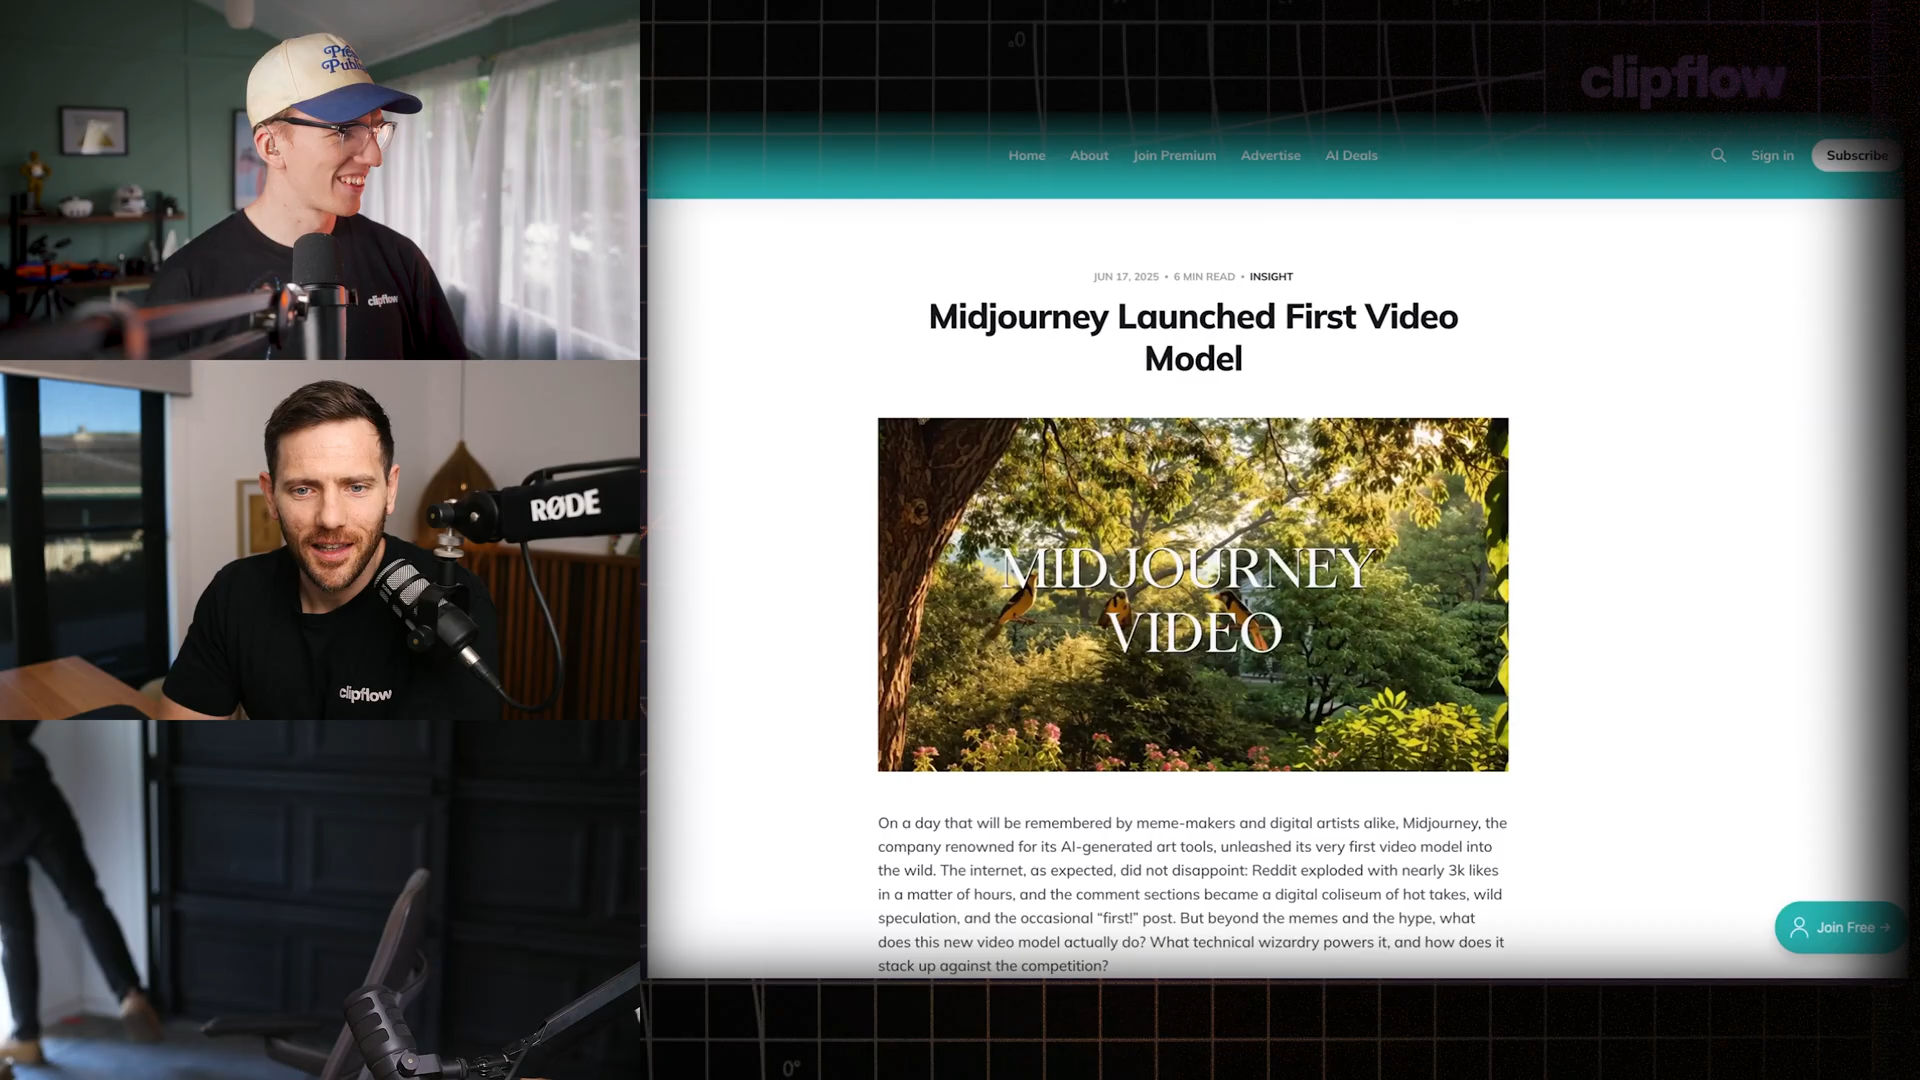 Pre
Publi
clipflow
RØDE
clipflow
.0
clipflow
Home About Join Premium Advertise AI Deals
Sign in Subscribe
JUN 17, 2025 • 6 MIN READ • INSIGHT
Midjourney Launched First Video
Model
MIDJOURNEY
VIDEO
On a day that will be remembered by meme-makers and digital artists alike, Midjourney, the
company renowned for its AI-generated art tools, unleashed its very first video model into
the wild. The internet, as expected, did not disappoint: Reddit exploded with nearly 3k likes
in a matter of hours, and the comment sections became a digital coliseum of hot takes, wild
speculation, and the occasional “first!” post. But beyond the memes and the hype, what
does this new video model actually do? What technical wizardry powers it, and how does it
stack up against the competition?
Join Free →
0°